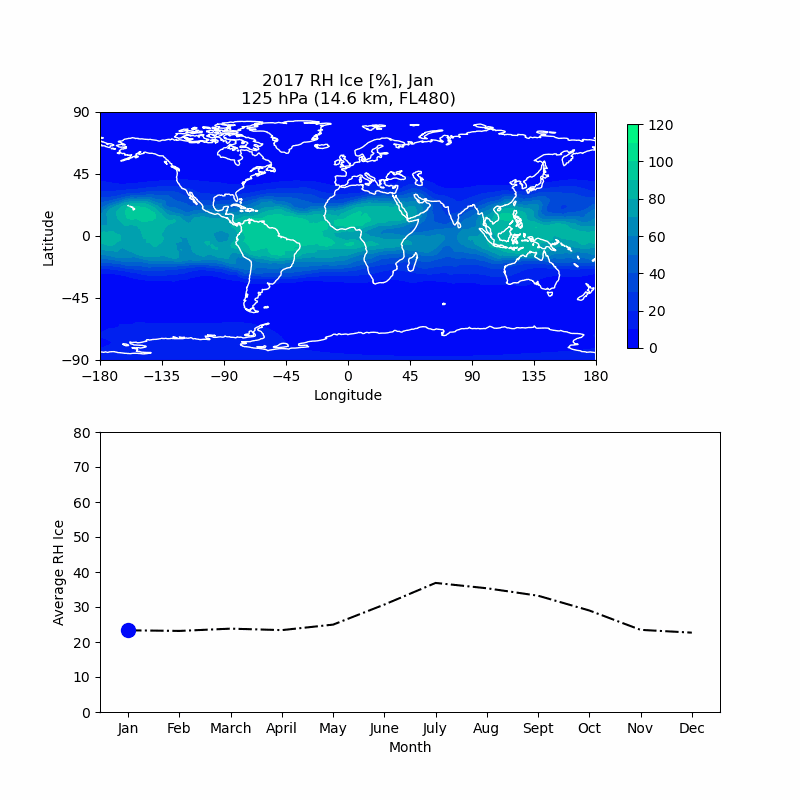 2017 RH Ice [%], Jan
125 hPa (14.6 km, FL480)
90
45
0
−45
−90
Latitude
−180 −135 −90 −45 0 45 90 135 180
Longitude
120
100
80
60
40
20
0
80
70
60
50
40
30
20
10
0
Average RH Ice
Jan Feb March April May June July Aug Sept Oct Nov Dec
Month